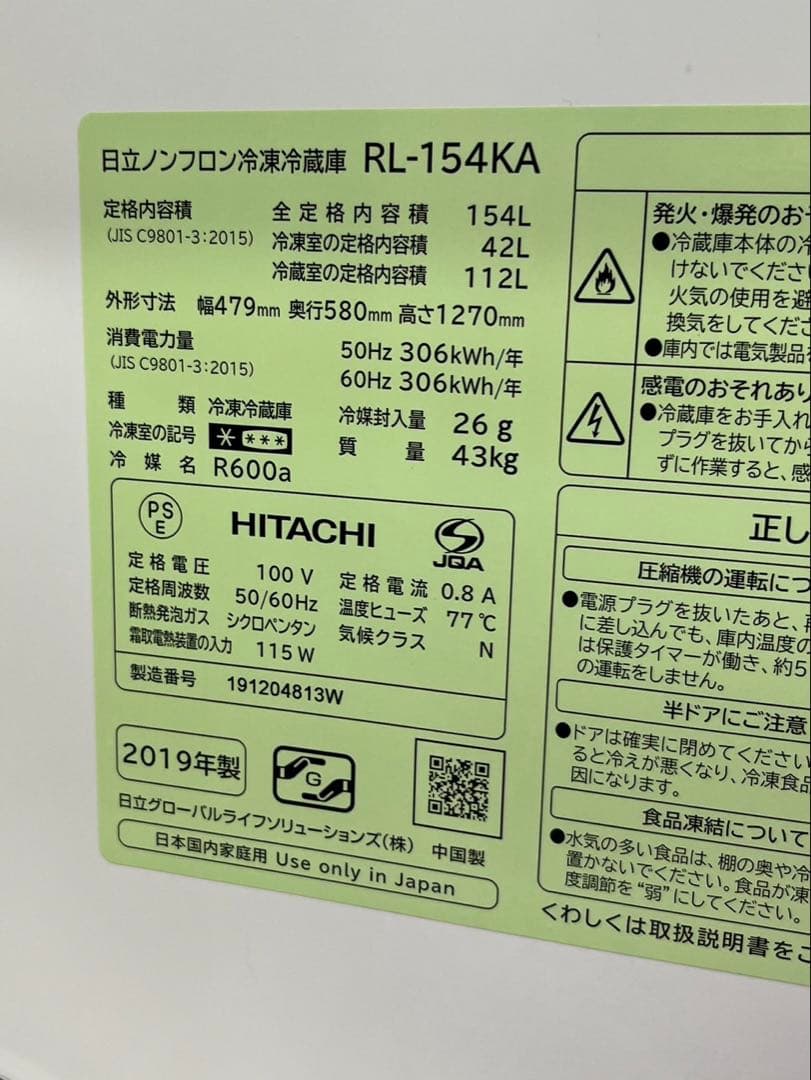 日立ノンフロン冷凍冷蔵庫 RL-154KA
定格内容積 全定格内容積 154L
(JIS C9801-3:2015) 冷凍室の定格内容積 42L
冷蔵室の定格内容積 112L
外形寸法 幅479mm 奥行580mm 高さ1270mm
消費電力量 50Hz 306kWh/年
(JIS C9801-3:2015) 60Hz 306kWh/年
種類 冷凍冷蔵庫 冷媒封入量 26g
冷凍室の記号 * *** 質量 43kg
冷媒名 R600a
PS
E
HITACHI
JQA
定格電圧 100V 定格電流 0.8A
定格周波数 50/60Hz 温度ヒューズ 77℃
断熱発泡ガス シクロペンタン 気候クラス N
霜取電熱装置の入力 115W
製造番号 191204813W
2019年製
G
日立グローバルライフソリューションズ(株) 中国製
日本国内家庭用 Use only in Japan
発火・爆発のおそ
●冷蔵庫本体の冷
けないでくださ
火気の使用を避
換気をしてくださ
●庫内では電気製品を
感電のおそれあり
●冷蔵庫をお手入れ
プラグを抜いてから
ずに作業すると、感
正し
圧縮機の運転につ
●電源プラグを抜いたあと、再
に差し込んでも、庫内温度の
は保護タイマーが働き、約5
の運転をしません。
半ドアにご注意
●ドアは確実に閉めてください
ると冷えが悪くなり、冷凍食品
因になります。
食品凍結について
●水気の多い食品は、棚の奥や冷
置かないでください。食品が凍
度調節を“弱”にしてください。
くわしくは取扱説明書をご